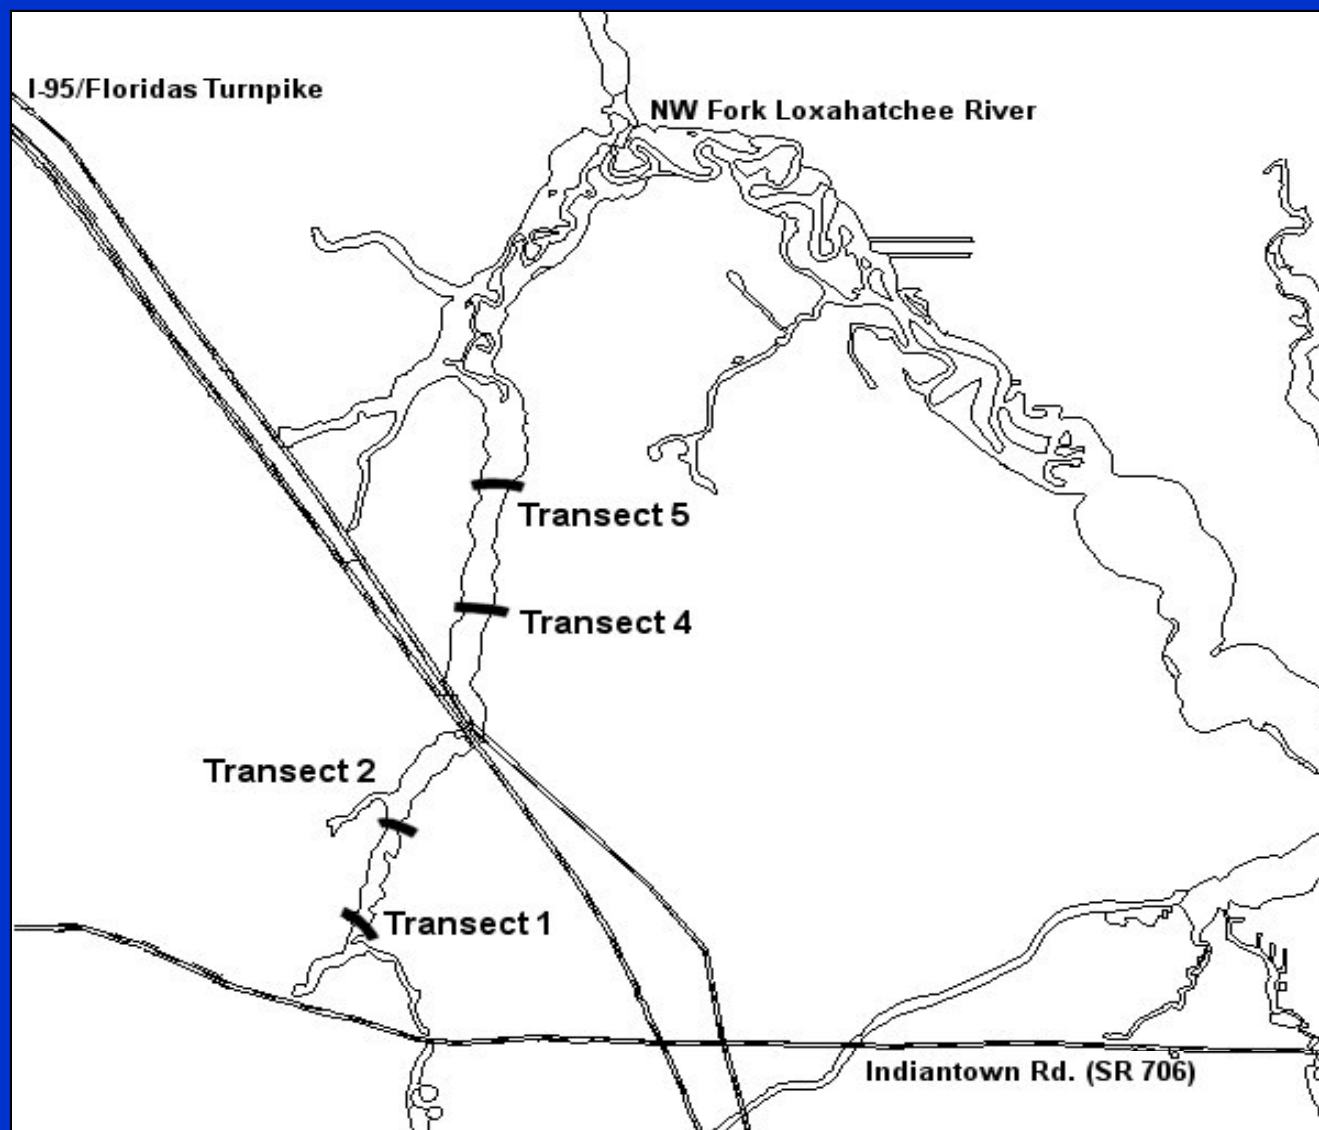 I-95/Floridas Turnpike
NW Fork Loxahatchee River
Transect 5
Transect 4
Transect 2
Transect 1
Indiantown Rd. (SR 706)